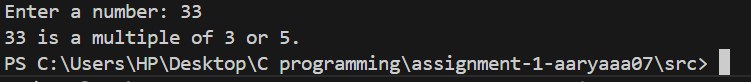 Enter a number: 33
33 is a multiple of 3 or 5.
PS C:\Users\HP\Desktop\C programming\assignment-1-aaryaaa07\src>